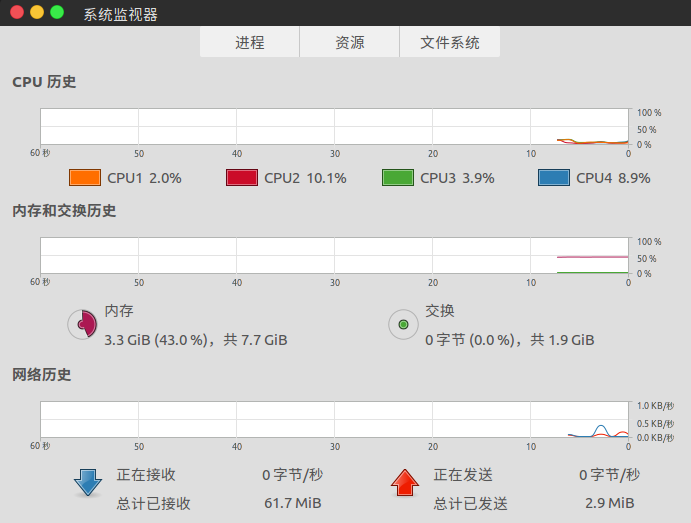 系统监视器
进程 资源 文件系统
CPU 历史
100 %
50 %
0 %
60 秒 50 40 30 20 10 0
CPU1 2.0% CPU2 10.1% CPU3 3.9% CPU4 8.9%
内存和交换历史
100 %
50 %
0 %
60 秒 50 40 30 20 10 0
内存 交换
3.3 GiB (43.0 %)，共 7.7 GiB 0 字节 (0.0 %)，共 1.9 GiB
网络历史
1.0 KB/秒
0.5 KB/秒
0.0 KB/秒
60 秒 50 40 30 20 10 0
正在接收 0 字节/秒 正在发送 0 字节/秒
总计已接收 61.7 MiB 总计已发送 2.9 MiB